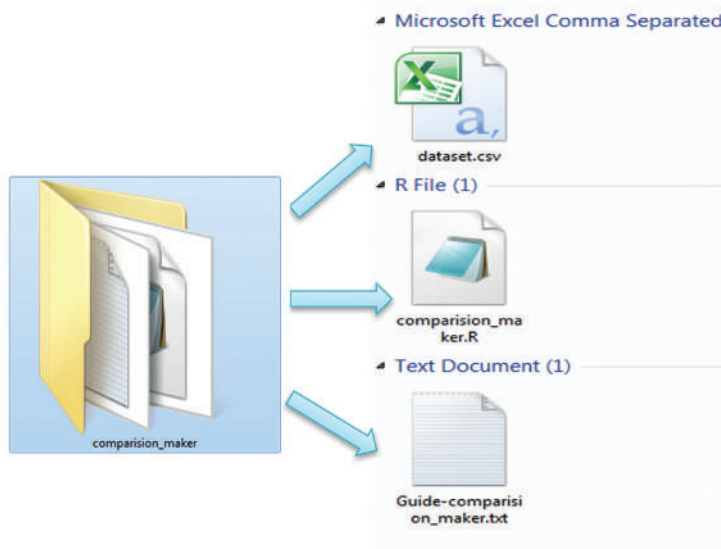 Microsoft Excel Comma Separated
a,
dataset.csv
R File (1)
comparision_ma
ker.R
Text Document (1)
comparision_maker
Guide-comparisi
on_maker.txt